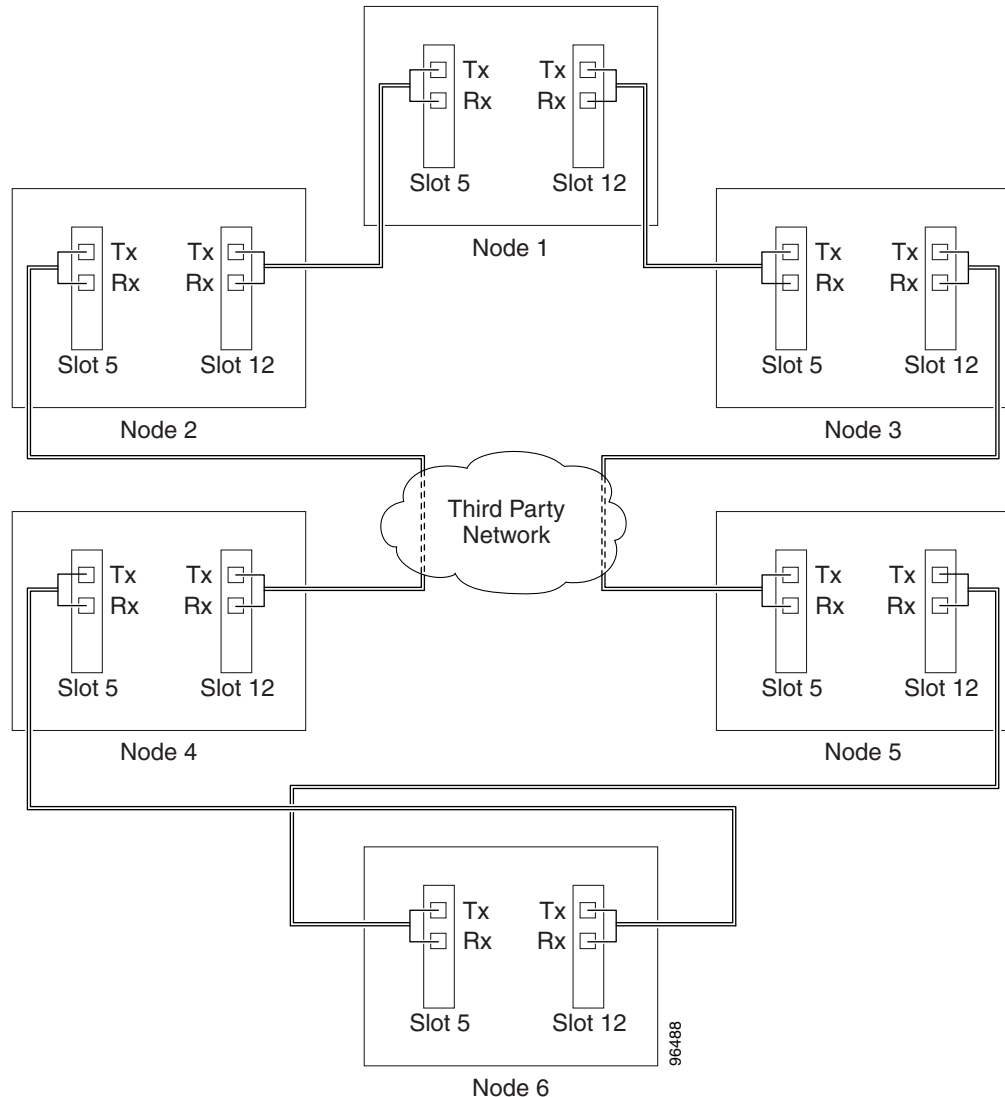 Tx Tx
Rx Rx
Slot 5 Slot 12
Node 1
Tx Tx
Rx Rx
Slot 5 Slot 12
Node 2
Tx Tx
Rx Rx
Slot 5 Slot 12
Node 3
Third Party
Network
Tx Tx
Rx Rx
Slot 5 Slot 12
Node 4
Tx Tx
Rx Rx
Slot 5 Slot 12
Node 5
Tx Tx
Rx Rx
Slot 5 Slot 12
Node 6
96488